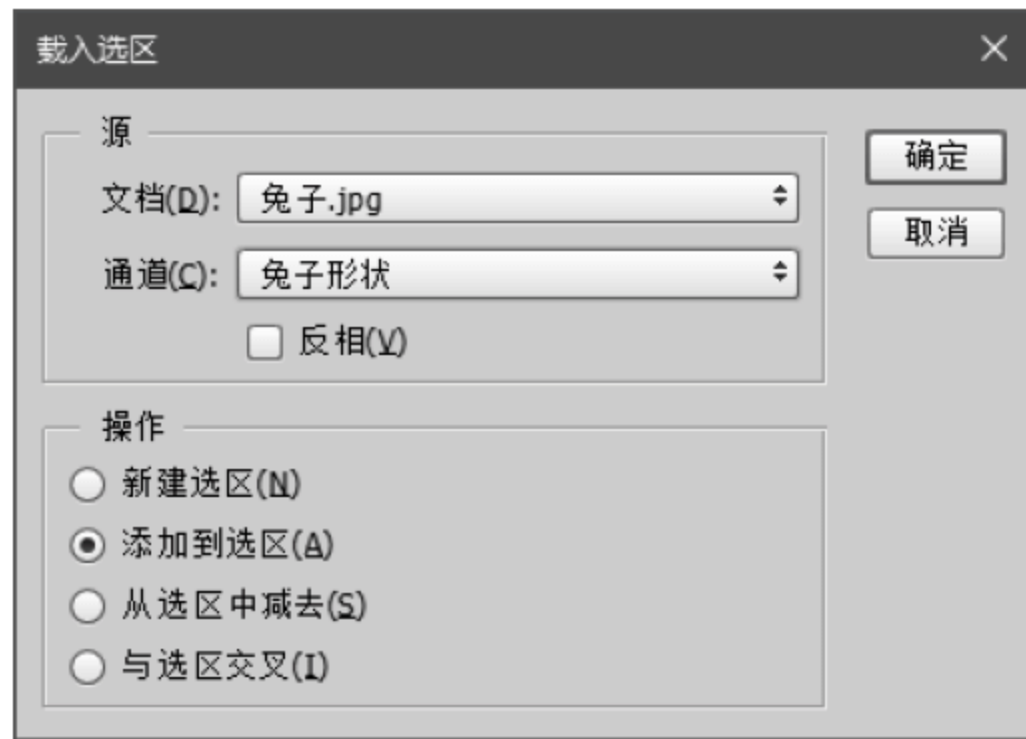 载入选区
源
确定
文档(D): 兔子.jpg
取消
通道(C): 兔子形状
反相(V)
操作
新建选区(N)
添加到选区(A)
从选区中减去(S)
与选区交叉(I)